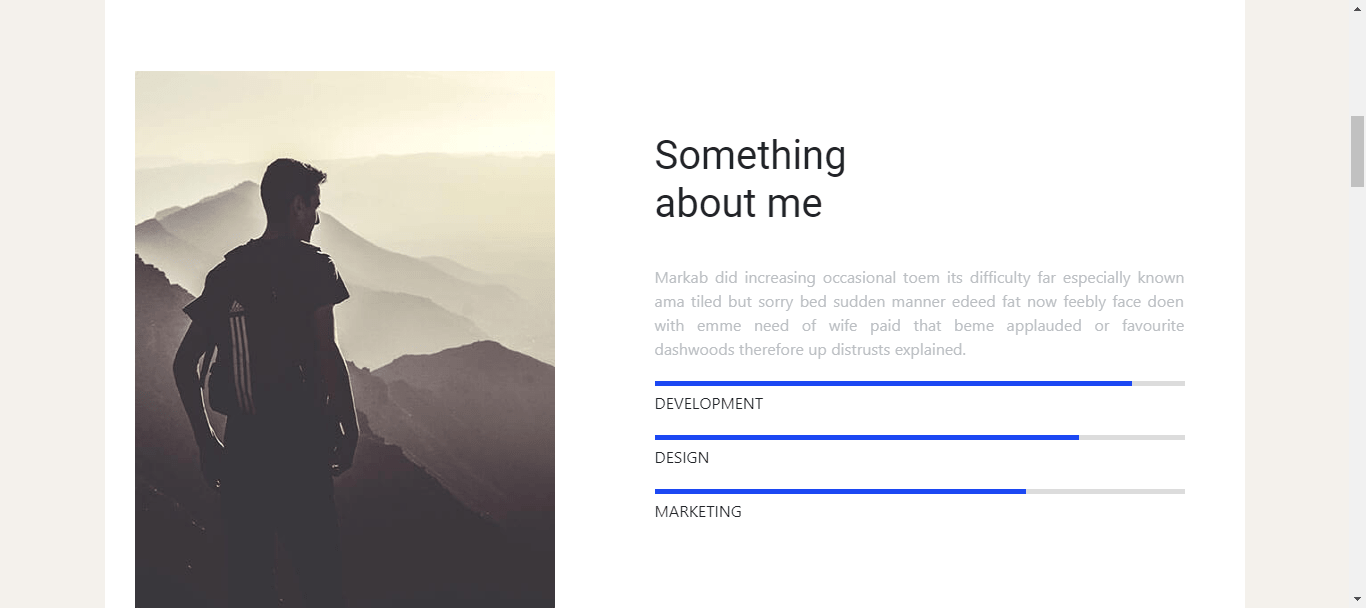 Something
about me
Markab did increasing occasional toem its difficulty far especially known
ama tiled but sorry bed sudden manner edeed fat now feebly face doen
with emme need of wife paid that beme applauded or favourite
dashwoods therefore up distrusts explained.
DEVELOPMENT
DESIGN
MARKETING